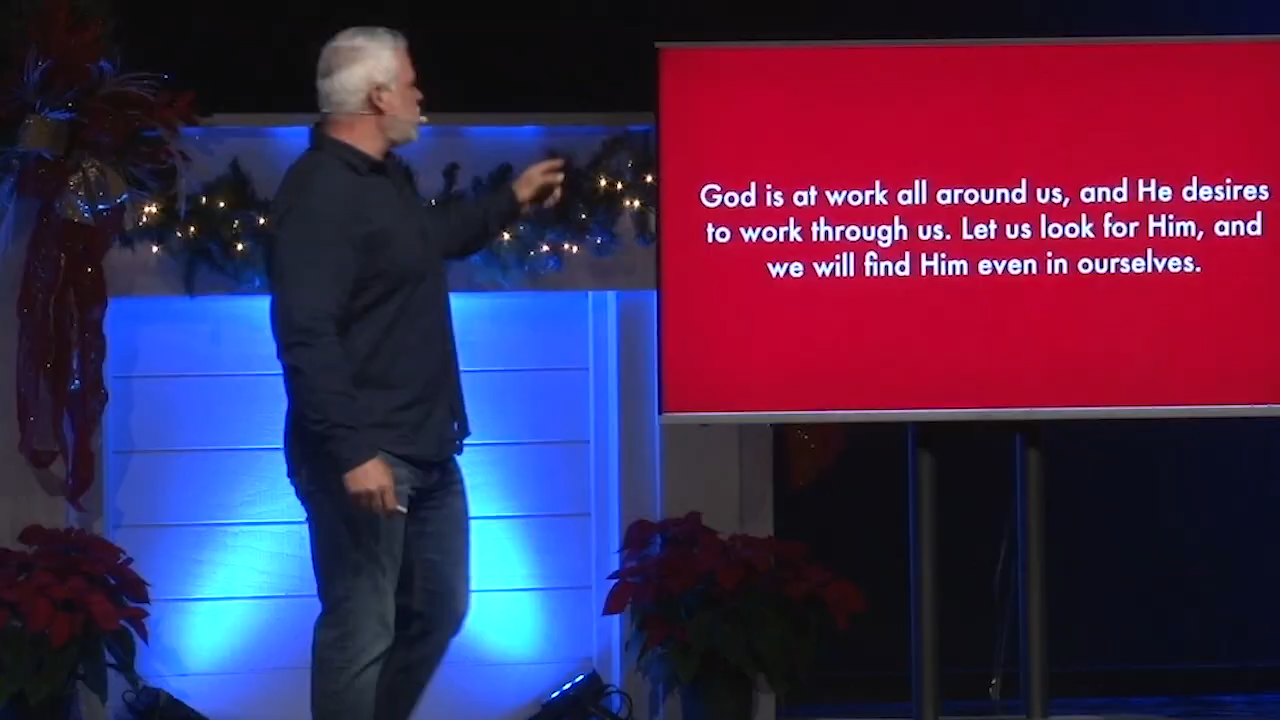 God is at work all around us, and He desires
to work through us. Let us look for Him, and
we will find Him even in ourselves.